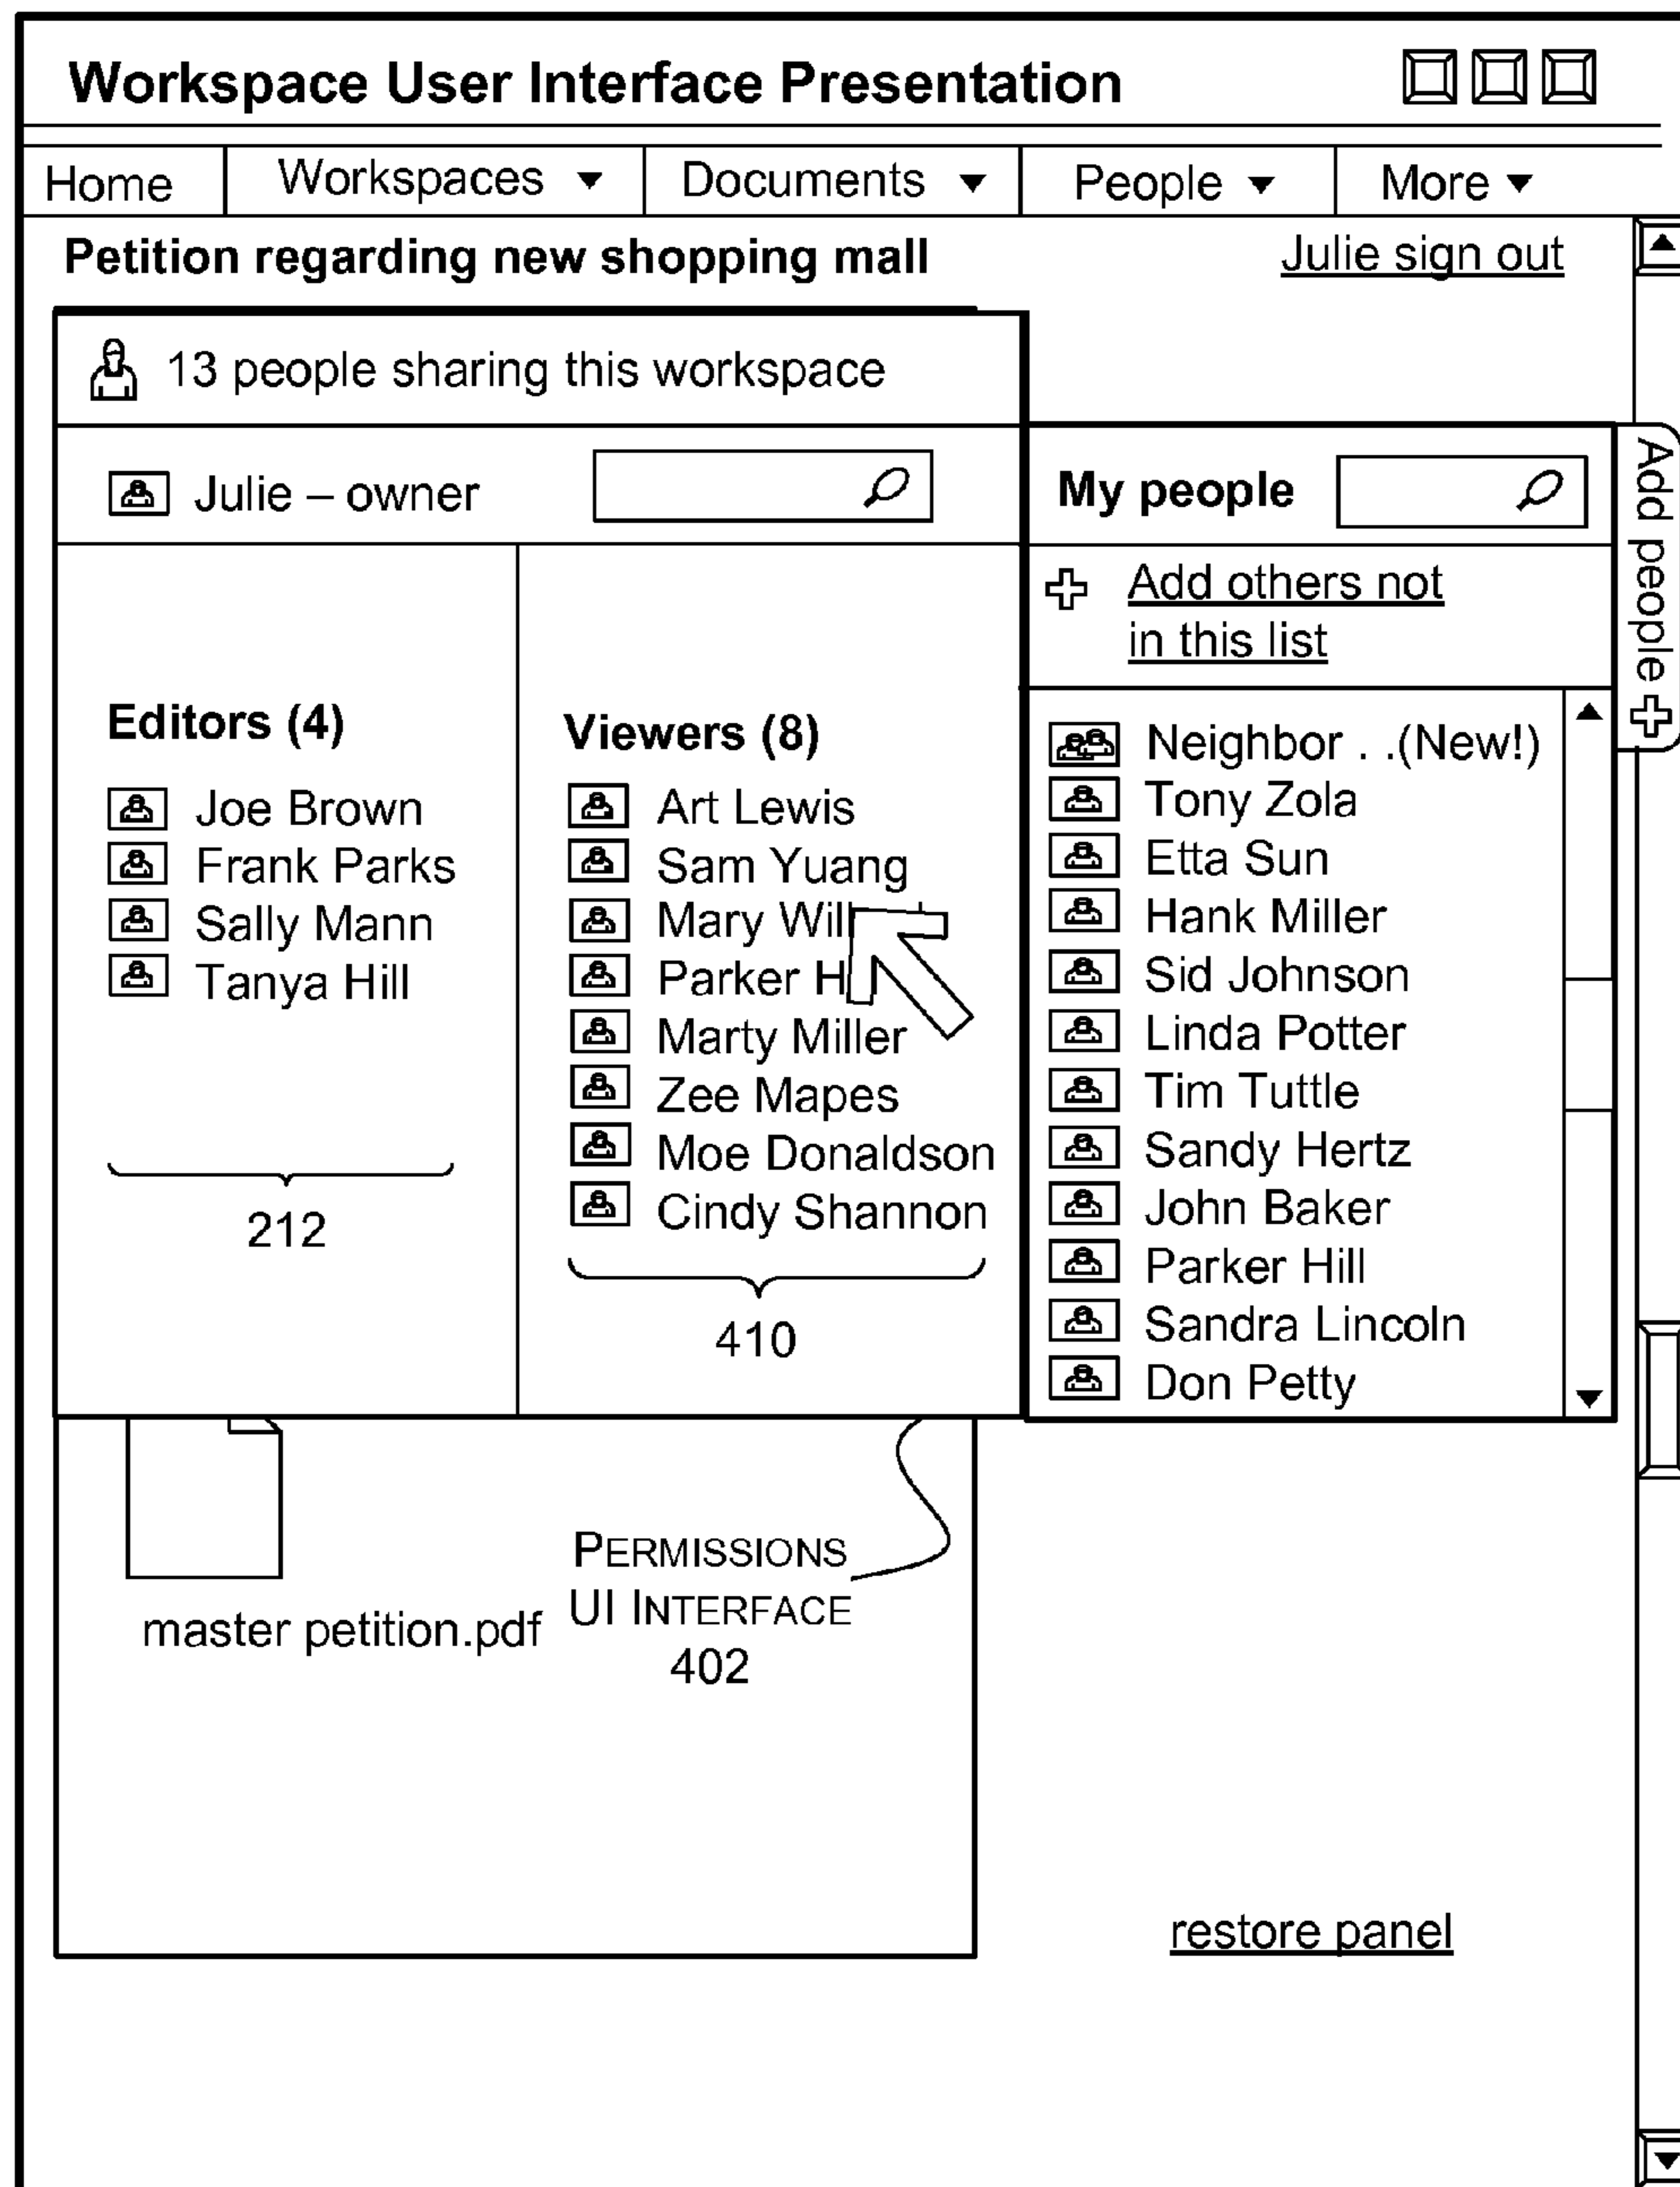 Workspace User Interface Presentation
Home Workspaces Documents People More
Petition regarding new shopping mall
Julie sign out
13 people sharing this workspace
Julie – owner
Editors (4)
Joe Brown
Frank Parks
Sally Mann
Tanya Hill
212
Viewers (8)
Art Lewis
Sam Yuang
Mary
Parker
Marty Miller
Zee Mapes
Moe Donaldson
Cindy Shannon
410
My people
Add others not
in this list
Neighbor . .(New!)
Tony Zola
Etta Sun
Hank Miller
Sid Johnson
Linda Potter
Tim Tuttle
Sandy Hertz
John Baker
Parker Hill
Sandra Lincoln
Don Petty
Add people
master petition.pdf
PERMISSIONS
UI INTERFACE
402
restore panel